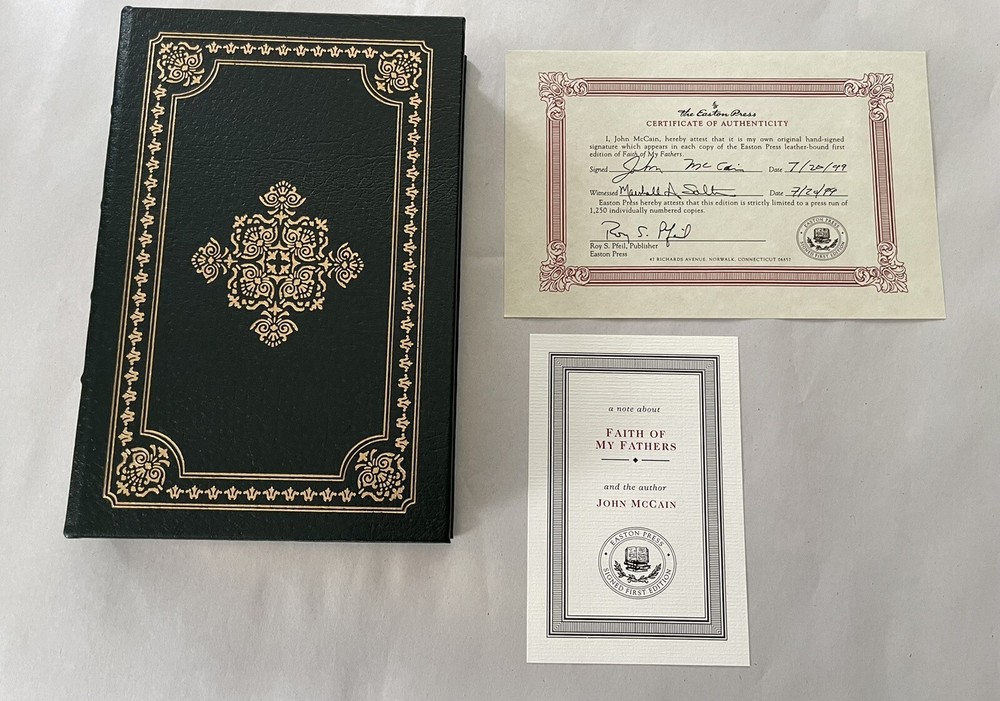 the Easton Press
CERTIFICATE OF AUTHENTICITY
I, John McCain, hereby attest that it is my own original hand-signed
signature which appears in each copy of the Easton Press leather-bound first
edition of Faith of My Fathers.
Signed John McCain Date 7/20/99
Witnessed Date 7/20/99
Easton Press hereby attests that this edition is strictly limited to a press run of
1,250 individually numbered copies.
Roy S. Pfeil
Roy S. Pfeil, Publisher
Easton Press
EASTON PRESS
SIGNED FIRST EDITION
47 RICHARDS AVENUE, NORWALK, CONNECTICUT 06857
a note about
FAITH OF
MY FATHERS
and the author
JOHN MCCAIN
EASTON PRESS
SIGNED FIRST EDITION